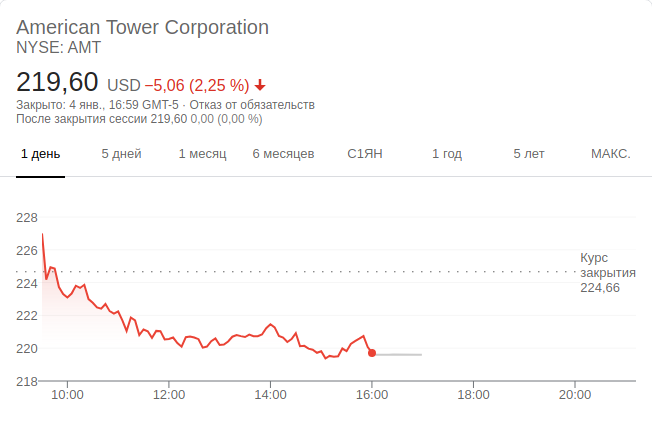 American Tower Corporation
NYSE: AMT
219,60 USD −5,06 (2,25 %)
Закрыто: 4 янв., 16:59 GMT-5 · Отказ от обязательств
После закрытия сессии 219,60 0,00 (0,00 %)
1 день 5 дней 1 месяц 6 месяцев С1ЯН 1 год 5 лет МАКС.
228
226
Курс
закрытия
224,66
224
222
220
218
10:00 12:00 14:00 16:00 18:00 20:00